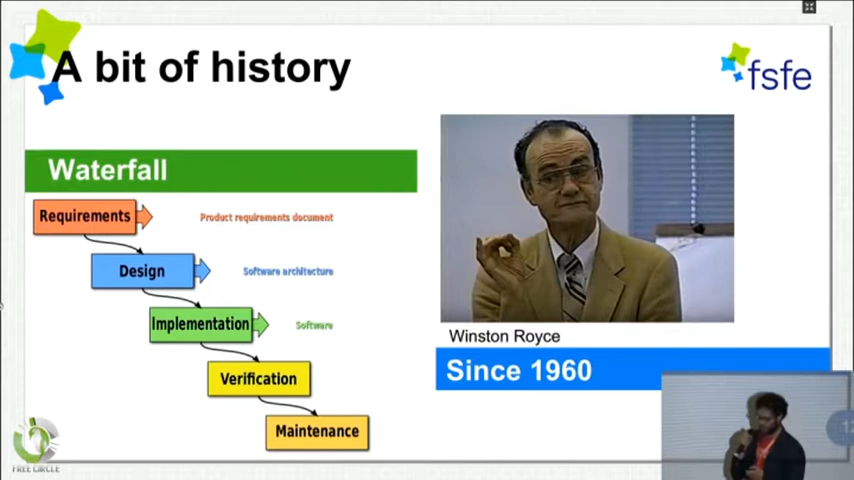 A bit of history
fsfe
Waterfall
Requirements
Product requirements document
Design
Software architecture
Implementation
Software
Verification
Maintenance
Winston Royce
Since 1960
12
FREE CIRCLE